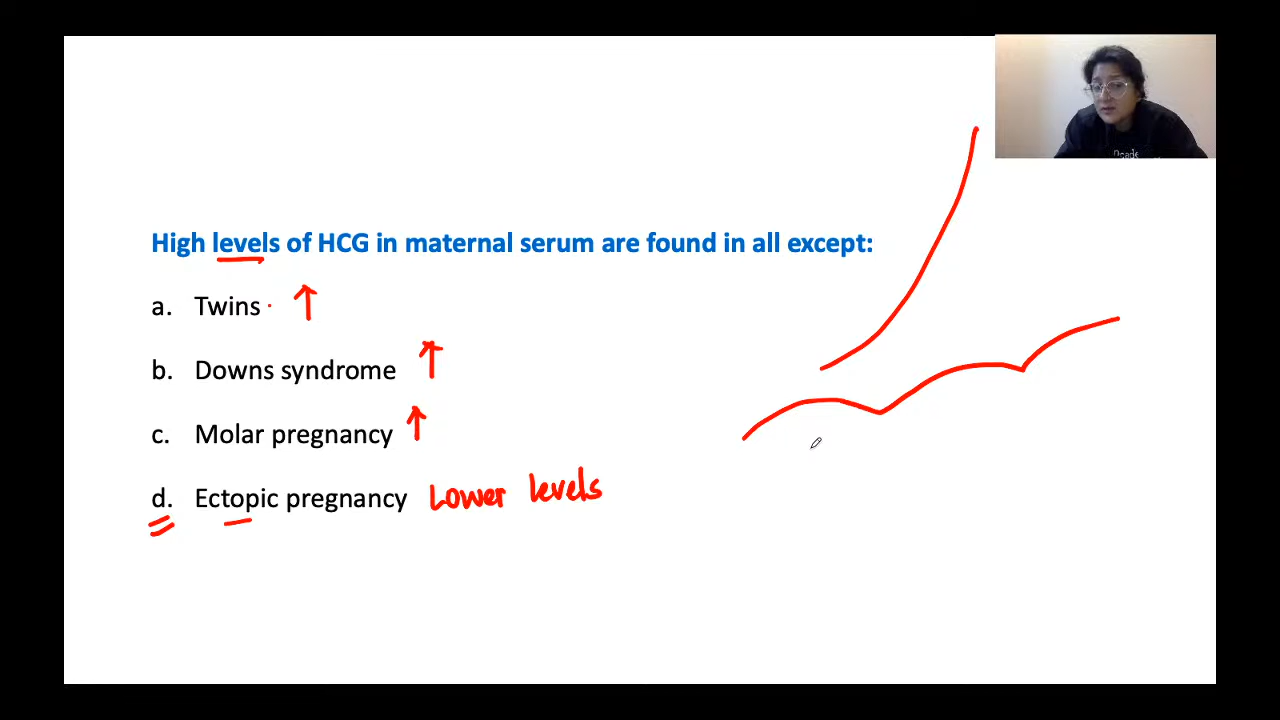 High levels of HCG in maternal serum are found in all except:
a. Twins
b. Downs syndrome
c. Molar pregnancy
d. Ectopic pregnancy Lower levels